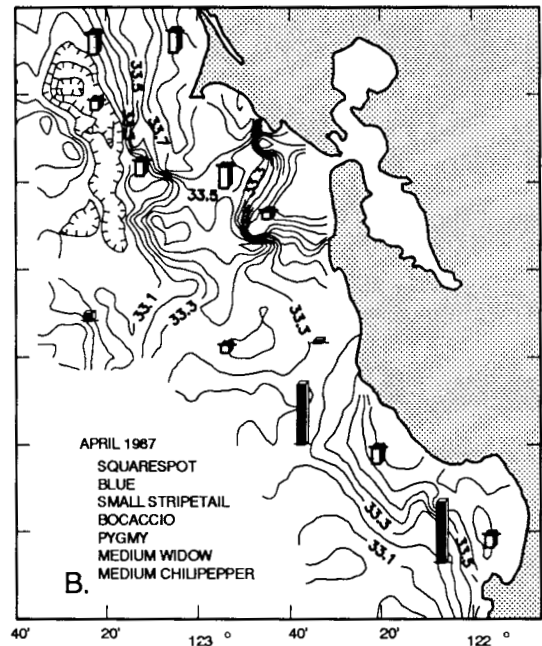 33.5
33.7
33.5
33.1
33.3
33.3
APRIL 1987
SQUARESPOT
BLUE
SMALL STRIPETAIL
BOCACCIO
PYGMY
MEDIUM WIDOW
MEDIUM CHILIPEPPER
B.
33.3
33.1
33.5
40' 20' 123 ° 40' 20' 122 °